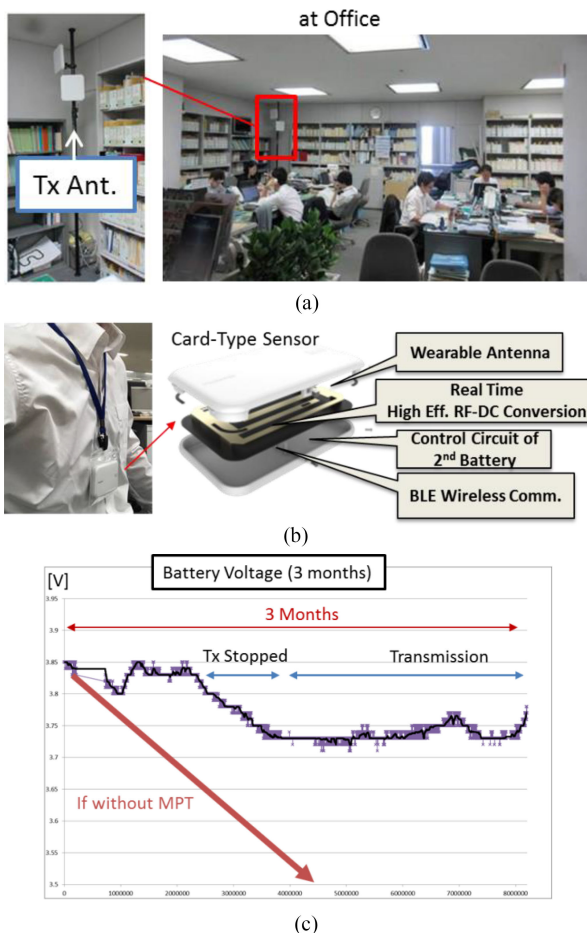 at Office
Tx Ant.
(a)
Card-Type Sensor
Wearable Antenna
Real Time
High Eff. RF-DC Conversion
Control Circuit of
2nd Battery
BLE Wireless Comm.
(b)
Battery Voltage (3 months)
[V]
3.95
3 Months
3.9
Tx Stopped
Transmission
3.85
3.8
3.75
3.7
3.65
3.6
If without MPT
3.55
3.5
0 1000000 2000000 3000000 4000000 5000000 6000000 7000000 8000000
(c)